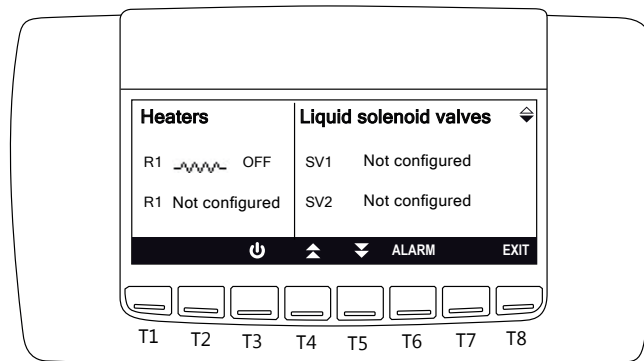 Heaters
R1 OFF
R1 Not configured
Liquid solenoid valves
SV1 Not configured
SV2 Not configured
ALARM EXIT
T1 T2 T3 T4 T5 T6 T7 T8